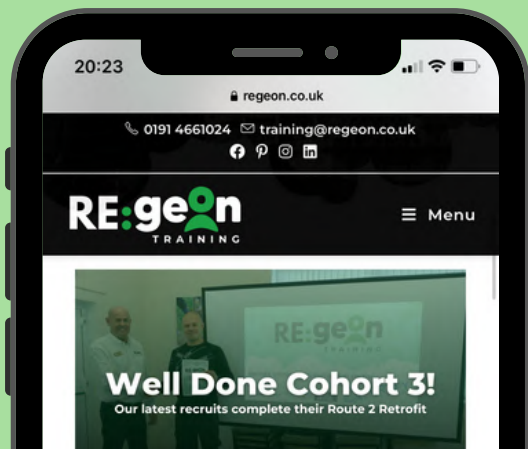 20:23
regeon.co.uk
0191 4661024 training@regeon.co.uk
RE:geon
TRAINING
Menu
RE:geon
TRAINING
Well Done Cohort 3!
Our latest recruits complete their Route 2 Retrofit